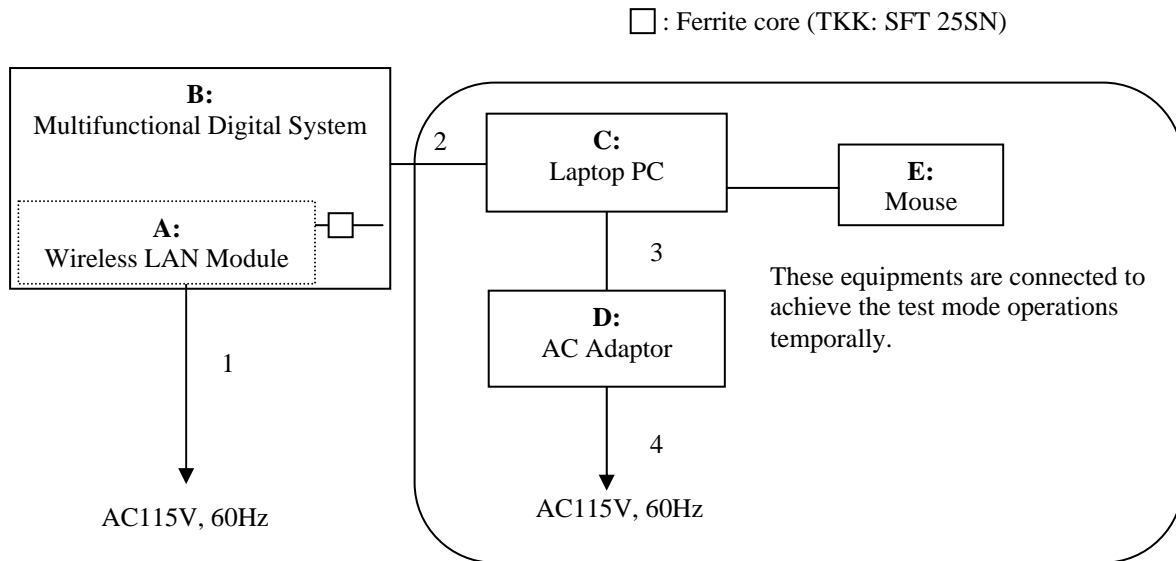 : Ferrite core (TKK: SFT 25SN)
B:
Multifunctional Digital System
2
C:
Laptop PC
E:
Mouse
A:
Wireless LAN Module
3
These equipments are connected to
achieve the test mode operations
temporally.
D:
AC Adaptor
1
4
AC115V, 60Hz
AC115V, 60Hz